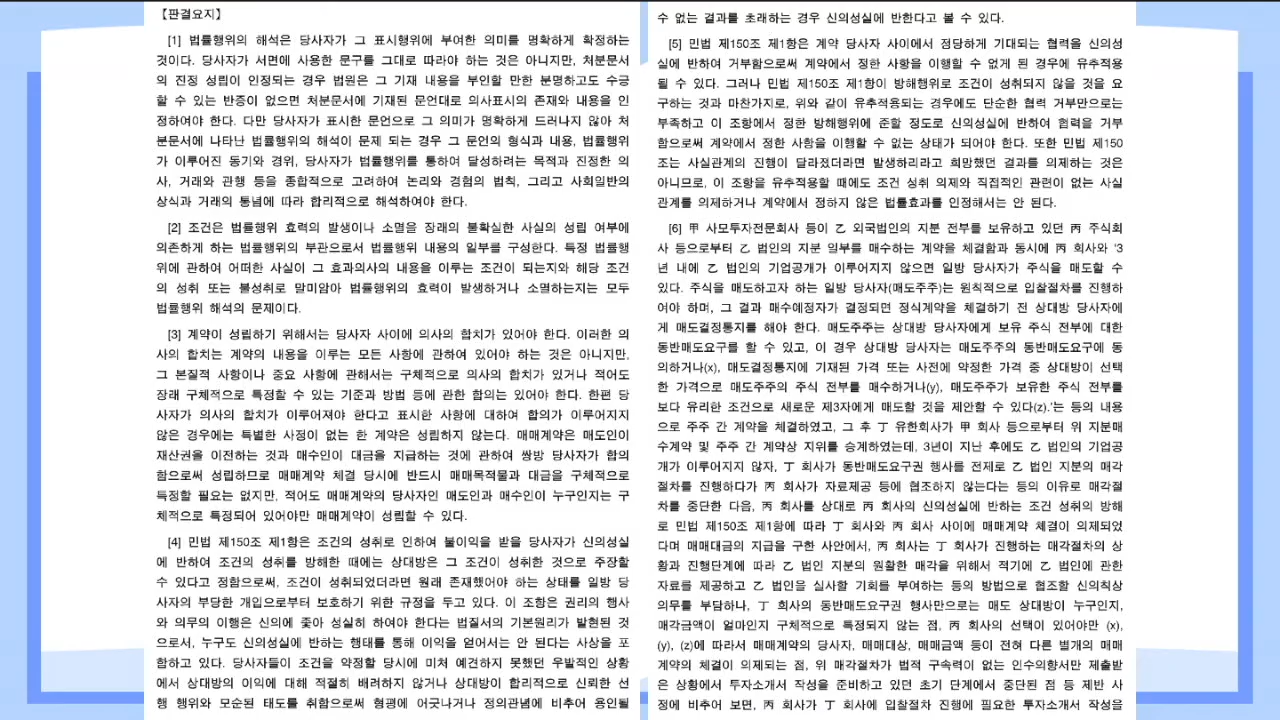 【판결요지】
[1] 법률행위의 해석은 당사자가 그 표시행위에 부여한 의미를 명확하게 확정하는
것이다. 당사자가 서면에 사용한 문구를 그대로 따라야 하는 것은 아니지만, 처분문서
의 진정 성립이 인정되는 경우 법원은 그 기재 내용을 부인할 만한 분명하고도 수긍
할 수 있는 반증이 없으면 처분문서에 기재된 문언대로 의사표시의 존재와 내용을 인
정하여야 한다. 다만 당사자가 표시한 문언으로 그 의미가 명확하게 드러나지 않아 처
분문서에 나타난 법률행위의 해석이 문제 되는 경우 그 문언의 형식과 내용, 법률행위
가 이루어진 동기와 경위, 당사자가 법률행위를 통하여 달성하려는 목적과 진정한 의
사, 거래와 관행 등을 종합적으로 고려하여 논리와 경험의 법칙, 그리고 사회일반의
상식과 거래의 통념에 따라 합리적으로 해석하여야 한다.
[2] 조건은 법률행위 효력의 발생이나 소멸을 장래의 불확실한 사실의 성립 여부에
의존하게 하는 법률행위의 부관으로서 법률행위 내용의 일부를 구성한다. 특정 법률행
위에 관하여 어떠한 사실이 그 효과의사의 내용을 이루는 조건이 되는지와 해당 조건
의 성취 또는 불성취로 말미암아 법률행위의 효력이 발생하거나 소멸하는지는 모두
법률행위 해석의 문제이다.
[3] 계약이 성립하기 위해서는 당사자 사이에 의사의 합치가 있어야 한다. 이러한 의
사의 합치는 계약의 내용을 이루는 모든 사항에 관하여 있어야 하는 것은 아니지만,
그 본질적 사항이나 중요 사항에 관해서는 구체적으로 의사의 합치가 있거나 적어도
장래 구체적으로 특정할 수 있는 기준과 방법 등에 관한 합의는 있어야 한다. 한편 당
사자가 의사의 합치가 이루어져야 한다고 표시한 사항에 대하여 합의가 이루어지지
않은 경우에는 특별한 사정이 없는 한 계약은 성립하지 않는다. 매매계약은 매도인이
재산권을 이전하는 것과 매수인이 대금을 지급하는 것에 관하여 쌍방 당사자가 합의
함으로써 성립하므로 매매계약 체결 당시에 반드시 매매목적물과 대금을 구체적으로
특정할 필요는 없지만, 적어도 매매계약의 당사자인 매도인과 매수인이 누구인지는 구
체적으로 특정되어 있어야만 매매계약이 성립할 수 있다.
[4] 민법 제150조 제1항은 조건의 성취로 인하여 불이익을 받을 당사자가 신의성실
에 반하여 조건의 성취를 방해한 때에는 상대방은 그 조건이 성취한 것으로 주장할
수 있다고 정함으로써, 조건이 성취되었더라면 원래 존재했어야 하는 상태를 일방 당
사자의 부당한 개입으로부터 보호하기 위한 규정을 두고 있다. 이 조항은 권리의 행사
와 의무의 이행은 신의에 좇아 성실히 하여야 한다는 법질서의 기본원리가 발현된 것
으로서, 누구도 신의성실에 반하는 행태를 통해 이익을 얻어서는 안 된다는 사상을 포
함하고 있다. 당사자들이 조건을 약정할 당시에 미처 예견하지 못했던 우발적인 상황
에서 상대방의 이익에 대해 적절히 배려하지 않거나 상대방이 합리적으로 신뢰한 선
행 행위와 모순된 태도를 취함으로써 형평에 어긋나거나 정의관념에 비추어 용인될
수 없는 결과를 초래하는 경우 신의성실에 반한다고 볼 수 있다.
[5] 민법 제150조 제1항은 계약 당사자 사이에서 정당하게 기대되는 협력을 신의성
실에 반하여 거부함으로써 계약에서 정한 사항을 이행할 수 없게 된 경우에 유추적용
될 수 있다. 그러나 민법 제150조 제1항이 방해행위로 조건이 성취되지 않을 것을 요
구하는 것과 마찬가지로, 위와 같이 유추적용되는 경우에도 단순한 협력 거부만으로는
부족하고 이 조항에서 정한 방해행위에 준할 정도로 신의성실에 반하여 협력을 거부
함으로써 계약에서 정한 사항을 이행할 수 없는 상태가 되어야 한다. 또한 민법 제150
조는 사실관계의 진행이 달라졌더라면 발생하리라고 희망했던 결과를 의제하는 것은
아니므로, 이 조항을 유추적용할 때에도 조건 성취 의제와 직접적인 관련이 없는 사실
관계를 의제하거나 계약에서 정하지 않은 법률효과를 인정해서는 안 된다.
[6] 甲 사모투자전문회사 등이 乙 외국법인의 지분 전부를 보유하고 있던 丙 주식회
사 등으로부터 乙 법인의 지분 일부를 매수하는 계약을 체결함과 동시에 丙 회사와 ‘3
년 내에 乙 법인의 기업공개가 이루어지지 않으면 일방 당사자가 주식을 매도할 수
있다. 주식을 매도하고자 하는 일방 당사자(매도주주)는 원칙적으로 입찰절차를 진행하
여야 하며, 그 결과 매수예정자가 결정되면 정식계약을 체결하기 전 상대방 당사자에
게 매도결정통지를 해야 한다. 매도주주는 상대방 당사자에게 보유 주식 전부에 대한
동반매도요구를 할 수 있고, 이 경우 상대방 당사자는 매도주주의 동반매도요구에 동
의하거나(x), 매도결정통지에 기재된 가격 또는 사전에 약정한 가격 중 상대방이 선택
한 가격으로 매도주주의 주식 전부를 매수하거나(y), 매도주주가 보유한 주식 전부를
보다 유리한 조건으로 새로운 제3자에게 매도할 것을 제안할 수 있다(z).’는 등의 내용
으로 주주 간 계약을 체결하였고, 그 후 丁 유한회사가 甲 회사 등으로부터 위 지분매
수계약 및 주주 간 계약상 지위를 승계하였는데, 3년이 지난 후에도 乙 법인의 기업공
개가 이루어지지 않자, 丁 회사가 동반매도요구권 행사를 전제로 乙 법인 지분의 매각
절차를 진행하다가 丙 회사가 자료제공 등에 협조하지 않는다는 등의 이유로 매각절
차를 중단한 다음, 丙 회사를 상대로 丙 회사의 신의성실에 반하는 조건 성취의 방해
로 민법 제150조 제1항에 따라 丁 회사와 丙 회사 사이에 매매계약 체결이 의제되었
다며 매매대금의 지급을 구한 사안에서, 丙 회사는 丁 회사가 진행하는 매각절차의 상
황과 진행단계에 따라 乙 법인 지분의 원활한 매각을 위해서 적기에 乙 법인에 관한
자료를 제공하고 乙 법인을 실사할 기회를 부여하는 등의 방법으로 협조할 신의칙상
의무를 부담하나, 丁 회사의 동반매도요구권 행사만으로는 매도 상대방이 누구인지,
매각금액이 얼마인지 구체적으로 특정되지 않는 점, 丙 회사의 선택이 있어야만 (x),
(y), (z)에 따라서 매매계약의 당사자, 매매대상, 매매금액 등이 전혀 다른 별개의 매매
계약의 체결이 의제되는 점, 위 매각절차가 법적 구속력이 없는 인수의향서만 제출받
은 상황에서 투자소개서 작성을 준비하고 있던 초기 단계에서 중단된 점 등 제반 사
정에 비추어 보면, 丙 회사가 丁 회사에 입찰절차 진행에 필요한 투자소개서 작성을